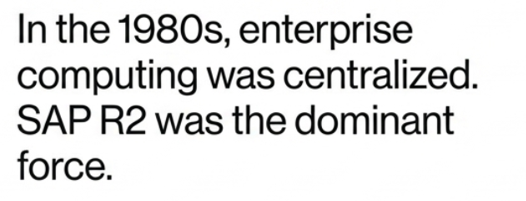 In the 1980s, enterprise
computing was centralized.
SAP R2 was the dominant
force.